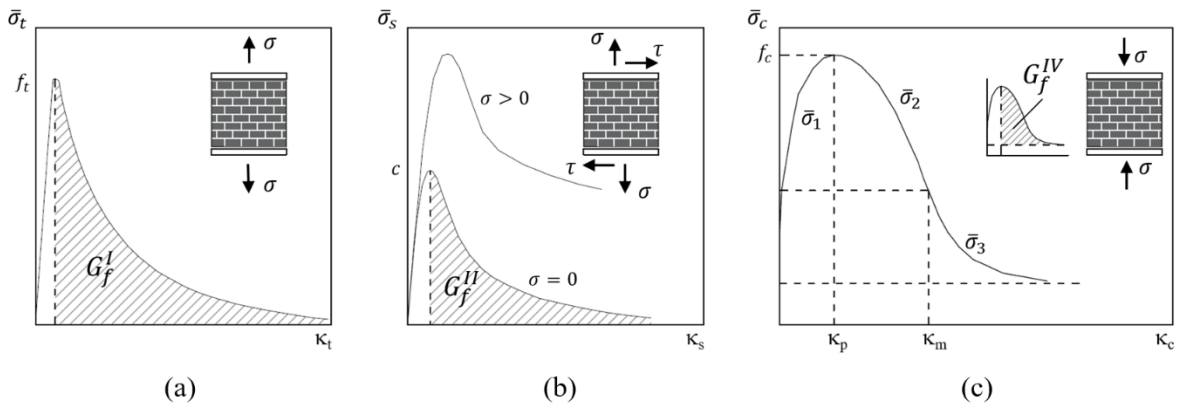 σ̄t
ft
G_f^I
σ
σ
κt
(a)
σ̄s
c
G_f^II
σ > 0
σ = 0
σ
τ
τ
σ
κs
(b)
σ̄c
fc
σ̄1
σ̄2
σ̄3
G_f^IV
σ
σ
κp
κm
κc
(c)